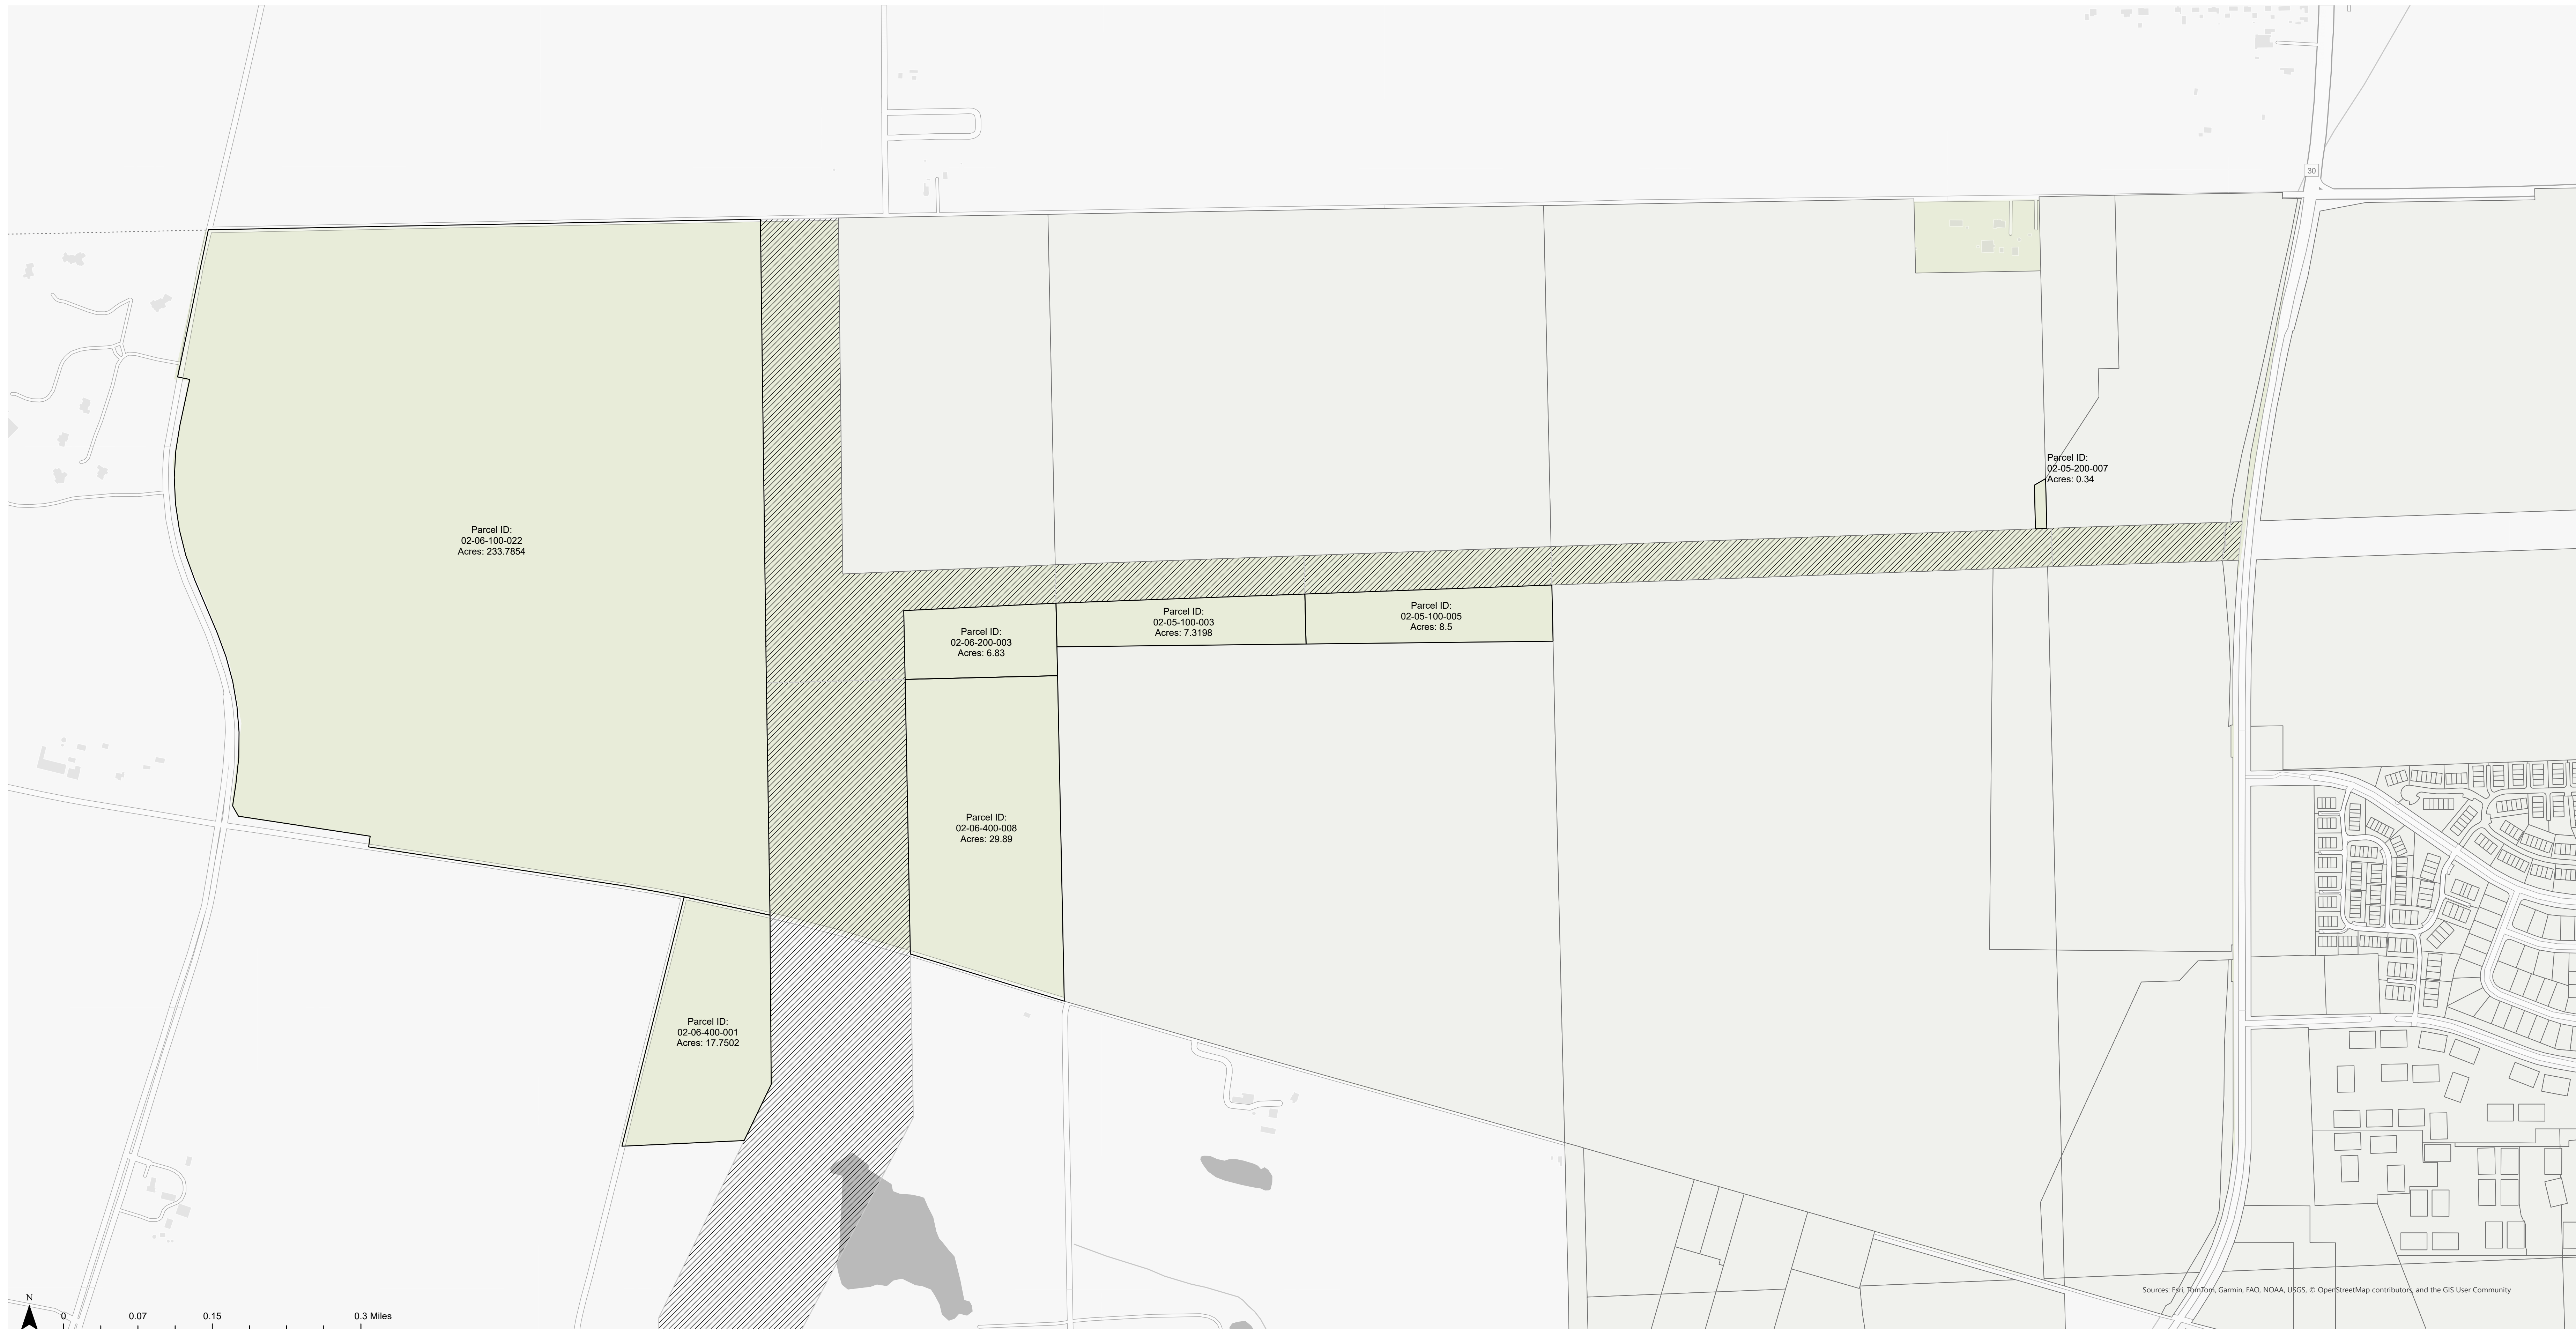 30
Parcel ID:
02-05-200-007
Acres: 0.34
Parcel ID:
02-06-100-022
Acres: 233.7854
Parcel ID:
02-06-200-003
Acres: 6.83
Parcel ID:
02-05-100-003
Acres: 7.3198
Parcel ID:
02-05-100-005
Acres: 8.5
Parcel ID:
02-06-400-008
Acres: 29.89
Parcel ID:
02-06-400-001
Acres: 17.7502
N
0 0.07 0.15 0.3 Miles
Sources: Esri, TomTom, Garmin, FAO, NOAA, USGS, © OpenStreetMap contributors, and the GIS User Community